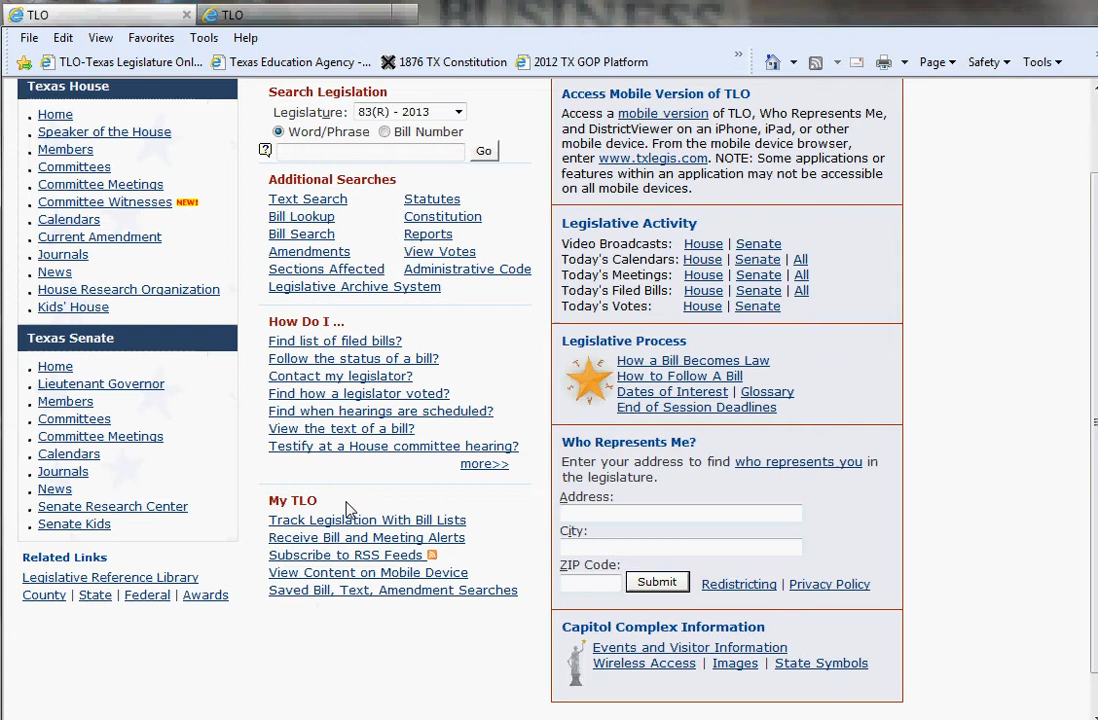 BUSINESS
TLO
TLO
File Edit View Favorites Tools Help
TLO-Texas Legislature Onl... Texas Education Agency -... 1876 TX Constitution 2012 TX GOP Platform » Page Safety Tools
Texas House
Home
Speaker of the House
Members
Committees
Committee Meetings
Committee Witnesses NEW!
Calendars
Current Amendment
Journals
News
House Research Organization
Kids' House
Texas Senate
Home
Lieutenant Governor
Members
Committees
Committee Meetings
Calendars
Journals
News
Senate Research Center
Senate Kids
Related Links
Legislative Reference Library
County | State | Federal | Awards
Search Legislation
Legislature: 83(R) - 2013
Word/Phrase Bill Number
? Go
Additional Searches
Text Search Statutes
Bill Lookup Constitution
Bill Search Reports
Amendments View Votes
Sections Affected Administrative Code
Legislative Archive System
How Do I ...
Find list of filed bills?
Follow the status of a bill?
Contact my legislator?
Find how a legislator voted?
Find when hearings are scheduled?
View the text of a bill?
Testify at a House committee hearing?
more>>
My TLO
Track Legislation With Bill Lists
Receive Bill and Meeting Alerts
Subscribe to RSS Feeds
View Content on Mobile Device
Saved Bill, Text, Amendment Searches
Access Mobile Version of TLO
Access a mobile version of TLO, Who Represents Me,
and DistrictViewer on an iPhone, iPad, or other
mobile device. From the mobile device browser,
enter www.txlegis.com. NOTE: Some applications or
features within an application may not be accessible
on all mobile devices.
Legislative Activity
Video Broadcasts: House | Senate
Today's Calendars: House | Senate | All
Today's Meetings: House | Senate | All
Today's Filed Bills: House | Senate | All
Today's Votes: House | Senate
Legislative Process
TEXAS
How a Bill Becomes Law
How to Follow A Bill
Dates of Interest | Glossary
End of Session Deadlines
Who Represents Me?
Enter your address to find who represents you in
the legislature.
Address:
City:
ZIP Code:
Submit Redistricting | Privacy Policy
Capitol Complex Information
Events and Visitor Information
Wireless Access | Images | State Symbols